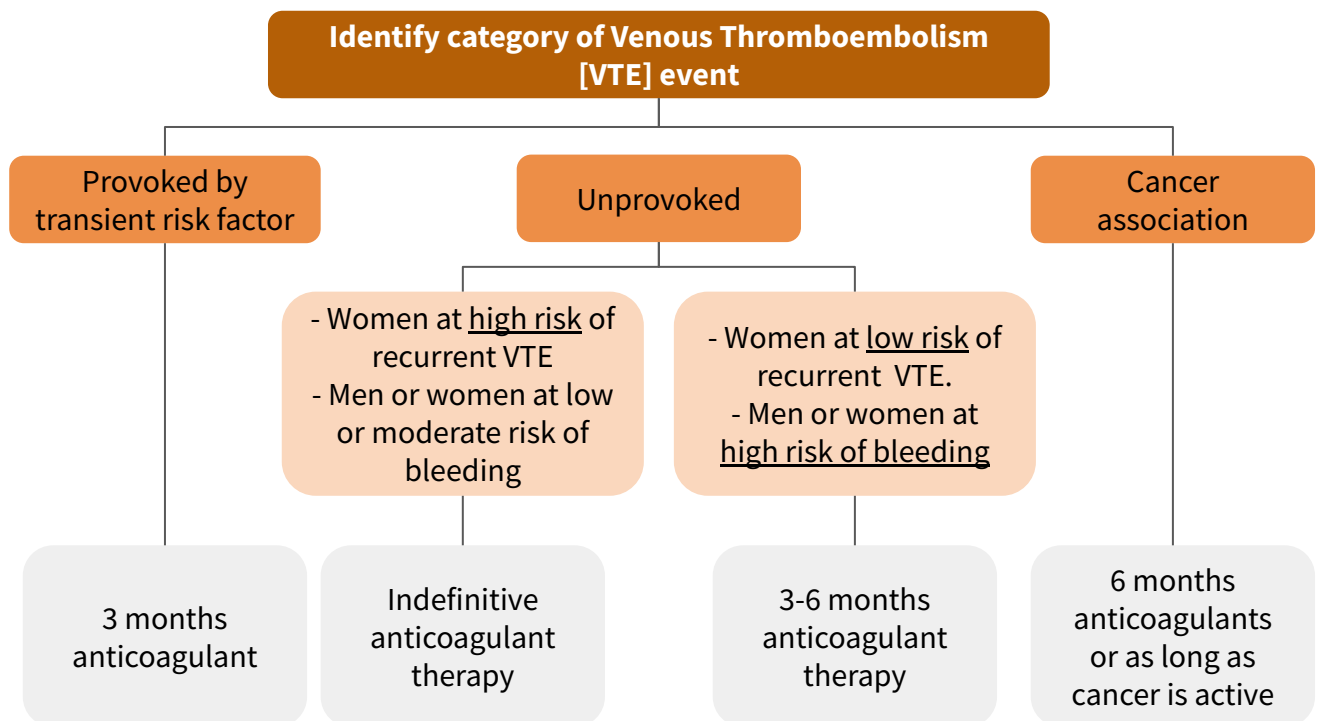 Identify category of Venous Thromboembolism
[VTE] event
Provoked by
transient risk factor
Unprovoked
Cancer
association
- Women at high risk of
recurrent VTE
- Men or women at low
or moderate risk of
bleeding
- Women at low risk of
recurrent VTE.
- Men or women at
high risk of bleeding
3 months
anticoagulant
Indefinitive
anticoagulant
therapy
3-6 months
anticoagulant
therapy
6 months
anticoagulants
or as long as
cancer is active